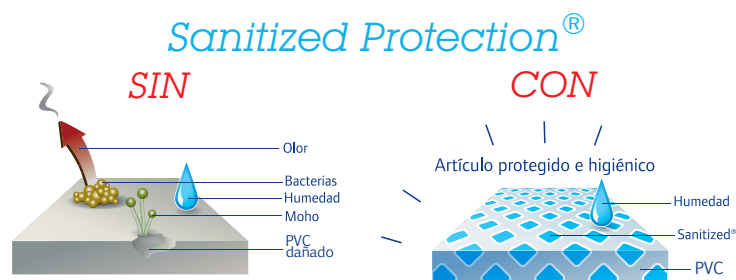 Sanitized Protection®
SIN
CON
Olor
Bacterias
Humedad
Moho
PVC
dañado
Artículo protegido e higiénico
Humedad
Sanitized®
PVC